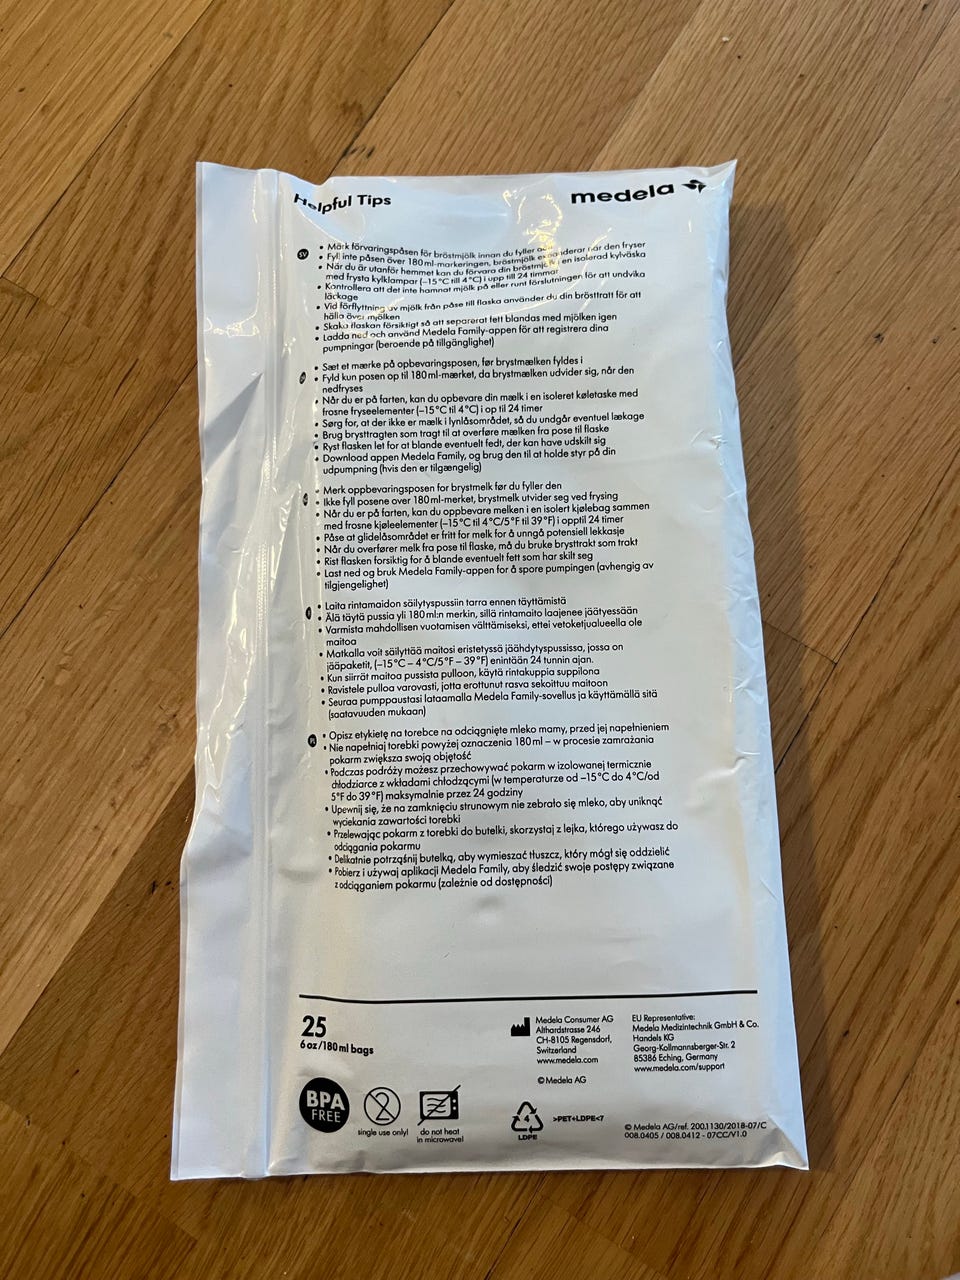 Helpful Tips
medela
SV
• Märk förvaringspåsen för bröstmjölk innan du fyller
• Fyll inte påsen över 180 ml-markeringen, bröstmjölk expanderar när den fryser
• När du är utanför hemmet kan du förvara din bröstmjölk i en isolerad kylväska
med frysta kylklampar (–15°C till 4°C) i upp till 24 timmar
• Kontrollera att det inte hamnat mjölk på eller runt förslutningen för att undvika
läckage
• Vid förflyttning av mjölk från påse till flaska använder du din brösttratt för att
hälla över mjölken
• Skaka flaskan försiktigt så att separerat fett blandas med mjölken igen
• Ladda ned och använd Medela Family-appen för att registrera dina
pumpningar (beroende på tillgänglighet)
• Sæt et mærke på opbevaringsposen, før brystmælken fyldes i
• Fyld kun posen op til 180 ml-mærket, da brystmælken udvider sig, når den
nedfryses
• Når du er på farten, kan du opbevare din mælk i en isoleret køletaske med
frosne fryseelementer (–15°C til 4°C) i op til 24 timer
• Sørg for, at der ikke er mælk i lynlåsområdet, så du undgår eventuel lækage
• Brug brysttragten som tragt til at overføre mælken fra pose til flaske
• Ryst flasken let for at blande eventuelt fedt, der kan have udskilt sig
• Download appen Medela Family, og brug den til at holde styr på din
udpumpning (hvis den er tilgængelig)
• Merk oppbevaringsposen for brystmelk før du fyller den
• Ikke fyll posene over 180 ml-merket, brystmelk utvider seg ved frysing
• Når du er på farten, kan du oppbevare melken i en isolert kjølebag sammen
med frosne kjøleelementer (–15°C til 4°C/5°F til 39°F) i opptil 24 timer
• Påse at glidelåsområdet er fritt for melk for å unngå potensiell lekkasje
• Når du overfører melk fra pose til flaske, må du bruke brysttrakt som trakt
• Rist flasken forsiktig for å blande eventuelt fett som har skilt seg
• Last ned og bruk Medela Family-appen for å spore pumpingen (avhengig av
tilgjengelighet)
• Laita rintamaidon säilytyspussiin tarra ennen täyttämistä
• Älä täytä pussia yli 180 ml:n merkin, sillä rintamaito laajenee jäätyessään
• Varmista mahdollisen vuotamisen välttämiseksi, ettei vetoketjualueella ole
maitoa
• Matkalla voit säilyttää maitosi eristetyssä jäähdytyspussissa, jossa on
jääpaketit, (–15°C – 4°C/5°F – 39°F) enintään 24 tunnin ajan.
• Kun siirrät maitoa pussista pulloon, käytä rintakuppia suppilona
• Ravistele pulloa varovasti, jotta erottunut rasva sekoittuu maitoon
• Seuraa pumppaustasi lataamalla Medela Family-sovellus ja käyttämällä sitä
(saatavuuden mukaan)
PL
• Opisz etykietę na torebce na odciągnięte mleko mamy, przed jej napełnieniem
• Nie napełniaj torebki powyżej oznaczenia 180 ml – w procesie zamrażania
pokarm zwiększa swoją objętość
• Podczas podróży możesz przechowywać pokarm w izolowanej termicznie
chłodziarce z wkładami chłodzącymi (w temperaturze od –15°C do 4°C/od
5°F do 39°F) maksymalnie przez 24 godziny
• Upewnij się, że na zamknięciu strunowym nie zebrało się mleko, aby uniknąć
wyciekania zawartości torebki
• Przelewając pokarm z torebki do butelki, skorzystaj z lejka, którego używasz do
odciągania pokarmu
• Delikatnie potrząśnij butelką, aby wymieszać tłuszcz, który mógł się oddzielić
• Pobierz i używaj aplikacji Medela Family, aby śledzić swoje postępy związane
z odciąganiem pokarmu (zależnie od dostępności)
25
6 oz/180 ml bags
Medela Consumer AG
Althardstrasse 246
CH-8105 Regensdorf,
Switzerland
www.medela.com
© Medela AG
EU Representative:
Medela Medizintechnik GmbH & Co.
Handels KG
Georg-Kollmannsberger-Str. 2
85386 Eching, Germany
www.medela.com/support
BPA
FREE
2
single use only!
do not heat
in microwave!
4
LDPE
>PET+LDPE<7
© Medela AG/ref. 200.1130/2018-07/C
008.0405 / 008.0412 - 07CC/V1.0